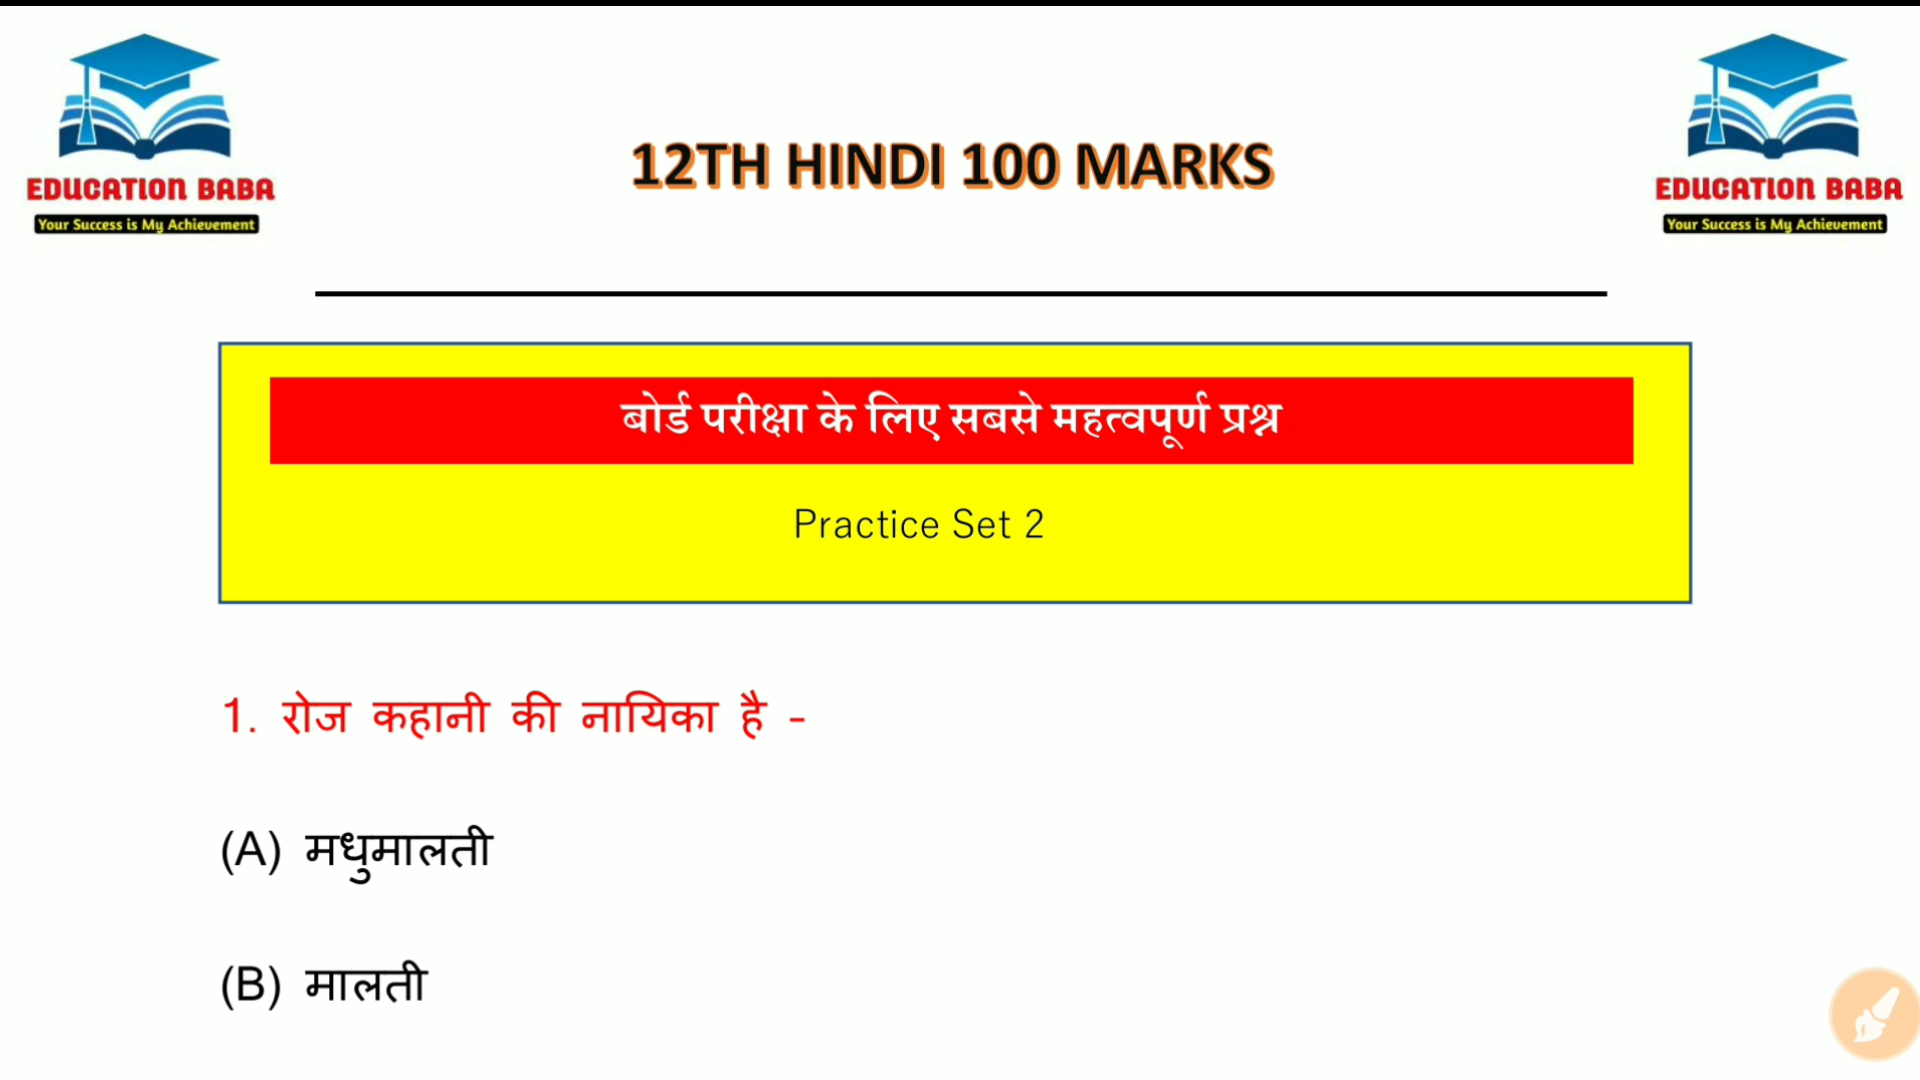 EDUCATION BABA
Your Success is My Achievement
12TH HINDI 100 MARKS
EDUCATION BABA
Your Success is My Achievement
बोर्ड परीक्षा के लिए सबसे महत्वपूर्ण प्रश्न
Practice Set 2
1. रोज कहानी की नायिका है -
(A) मधुमालती
(B) मालती